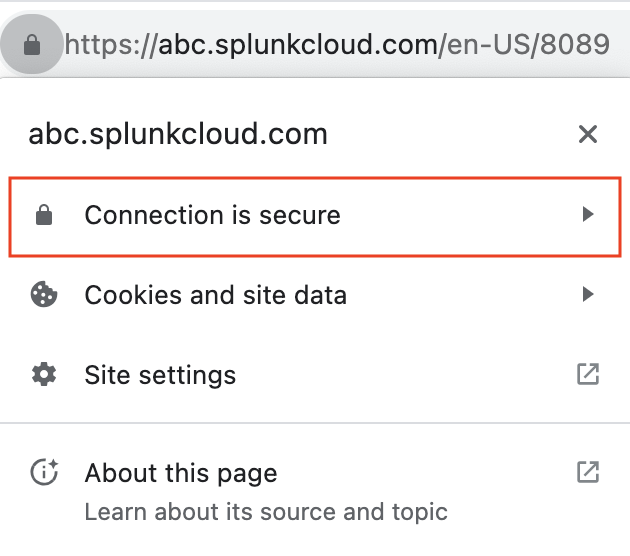 https://abc.splunkcloud.com/en-US/8089
abc.splunkcloud.com
Connection is secure
Cookies and site data
Site settings
About this page
Learn about its source and topic